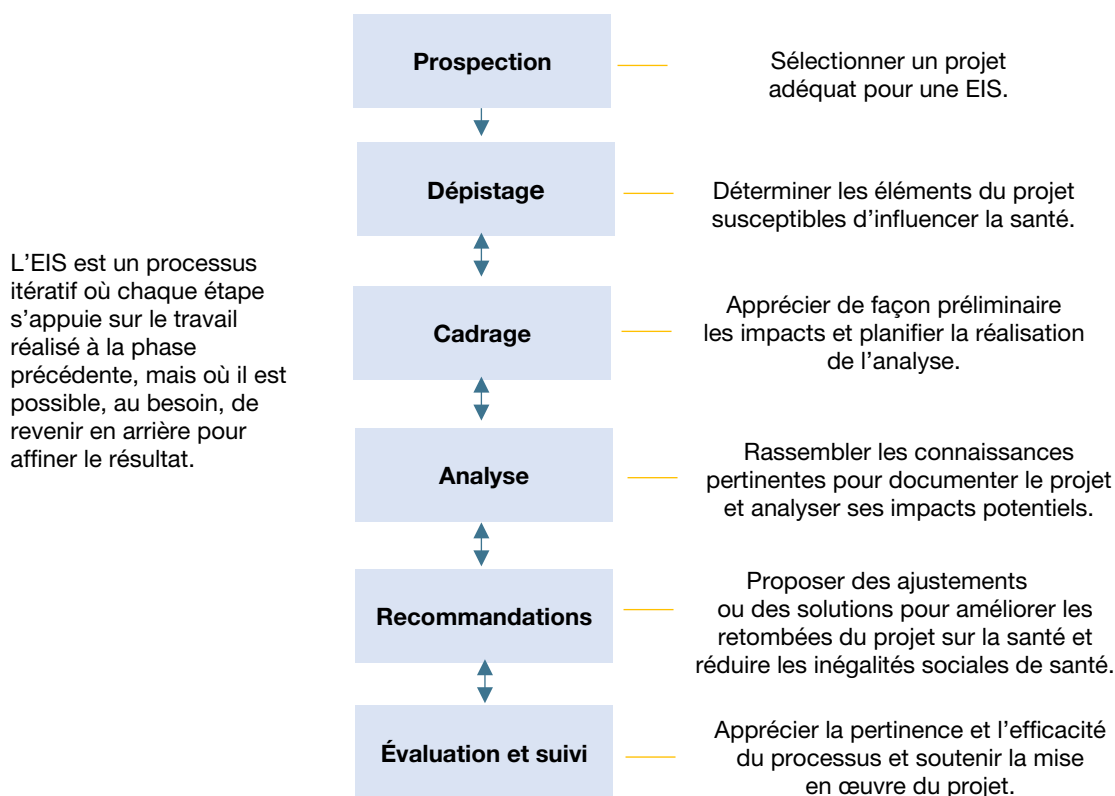 Prospection
Sélectionner un projet
adéquat pour une EIS.
Dépistage
Déterminer les éléments du projet
susceptibles d’influencer la santé.
L’EIS est un processus
itératif où chaque étape
s’appuie sur le travail
réalisé à la phase
précédente, mais où il est
possible, au besoin, de
revenir en arrière pour
affiner le résultat.
Cadrage
Apprécier de façon préliminaire
les impacts et planifier la réalisation
de l’analyse.
Analyse
Rassembler les connaissances
pertinentes pour documenter le projet
et analyser ses impacts potentiels.
Recommandations
Proposer des ajustements
ou des solutions pour améliorer les
retombées du projet sur la santé et
réduire les inégalités sociales de santé.
Évaluation et suivi
Apprécier la pertinence et l’efficacité
du processus et soutenir la mise
en œuvre du projet.